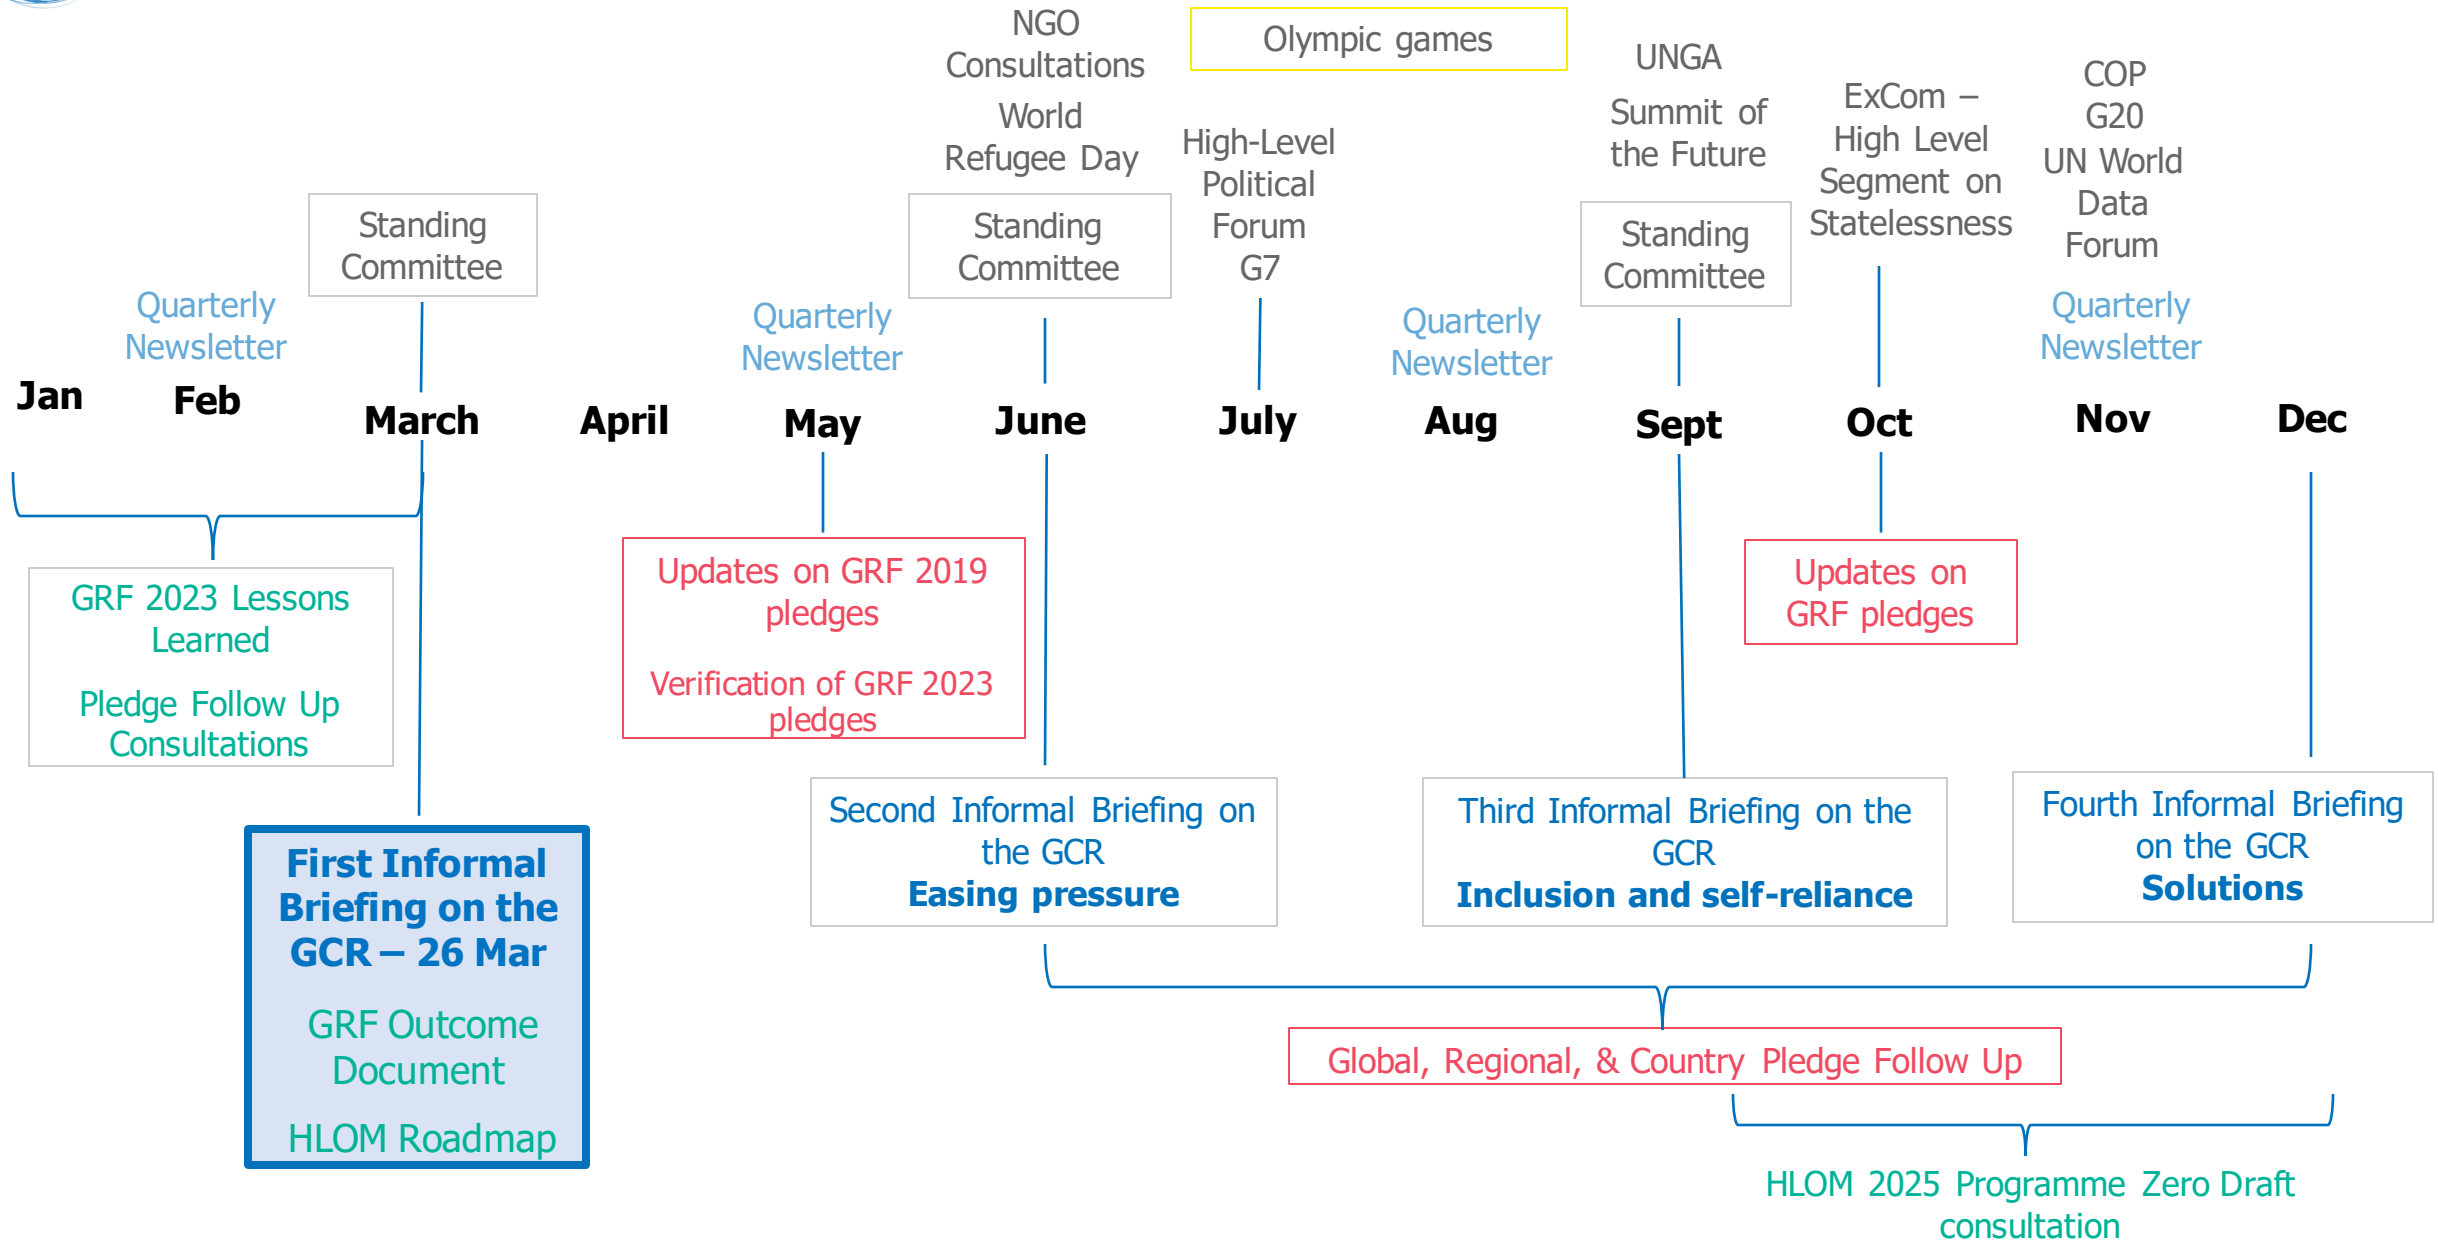 NGO
Consultations
World
Refugee Day
Olympic games
UNGA
Summit of
the Future
ExCom –
High Level
Segment on
Statelessness
COP
G20
UN World
Data
Forum
High-Level
Political
Forum
G7
Standing
Committee
Standing
Committee
Standing
Committee
Quarterly
Newsletter
Quarterly
Newsletter
Quarterly
Newsletter
Quarterly
Newsletter
Jan
Feb
March
April
May
June
July
Aug
Sept
Oct
Nov
Dec
GRF 2023 Lessons
Learned
Pledge Follow Up
Consultations
Updates on GRF 2019
pledges
Verification of GRF 2023
pledges
Updates on
GRF pledges
First Informal
Briefing on the
GCR – 26 Mar
GRF Outcome
Document
HLOM Roadmap
Second Informal Briefing on
the GCR
Easing pressure
Third Informal Briefing on the
GCR
Inclusion and self-reliance
Fourth Informal Briefing
on the GCR
Solutions
Global, Regional, & Country Pledge Follow Up
HLOM 2025 Programme Zero Draft
consultation